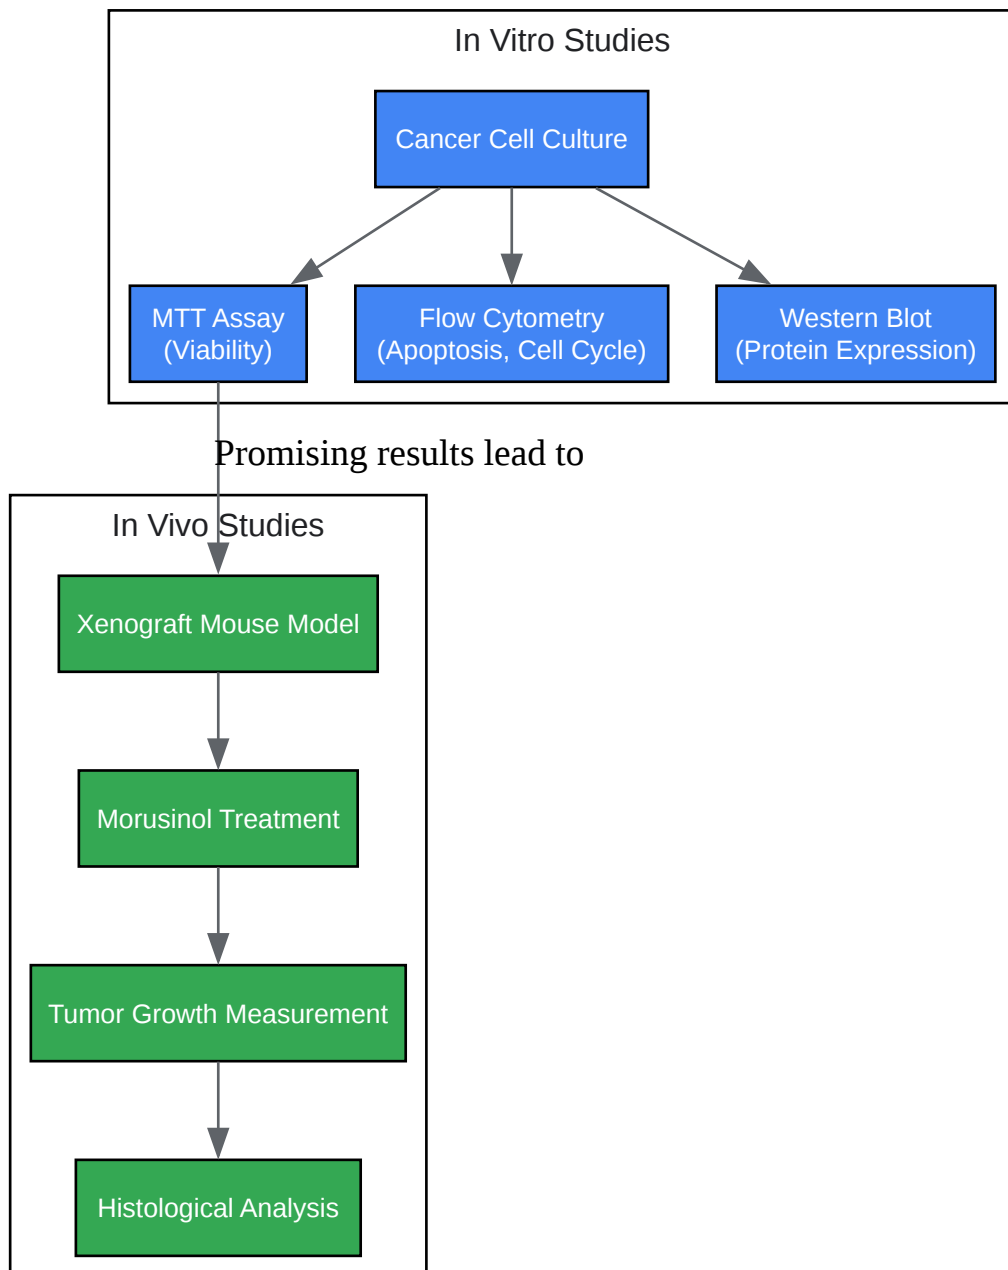 In Vitro Studies
Cancer Cell Culture
MTT Assay
(Viability)
Flow Cytometry
(Apoptosis, Cell Cycle)
Western Blot
(Protein Expression)
Promising results lead to
In Vivo Studies
Xenograft Mouse Model
Morusinol Treatment
Tumor Growth Measurement
Histological Analysis